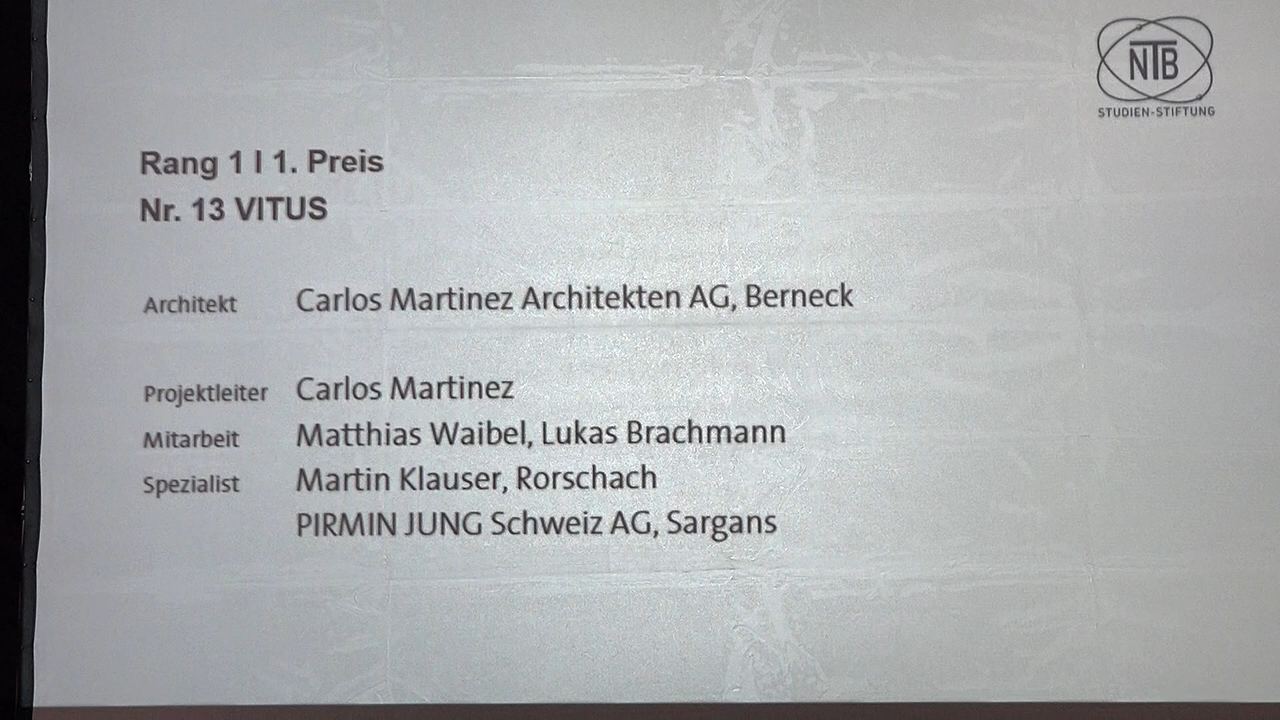 NTB
STUDIEN-STIFTUNG
Rang 1 I 1. Preis
Nr. 13 VITUS
Architekt Carlos Martinez Architekten AG, Berneck
Projektleiter Carlos Martinez
Mitarbeit Matthias Waibel, Lukas Brachmann
Spezialist Martin Klauser, Rorschach
PIRMIN JUNG Schweiz AG, Sargans